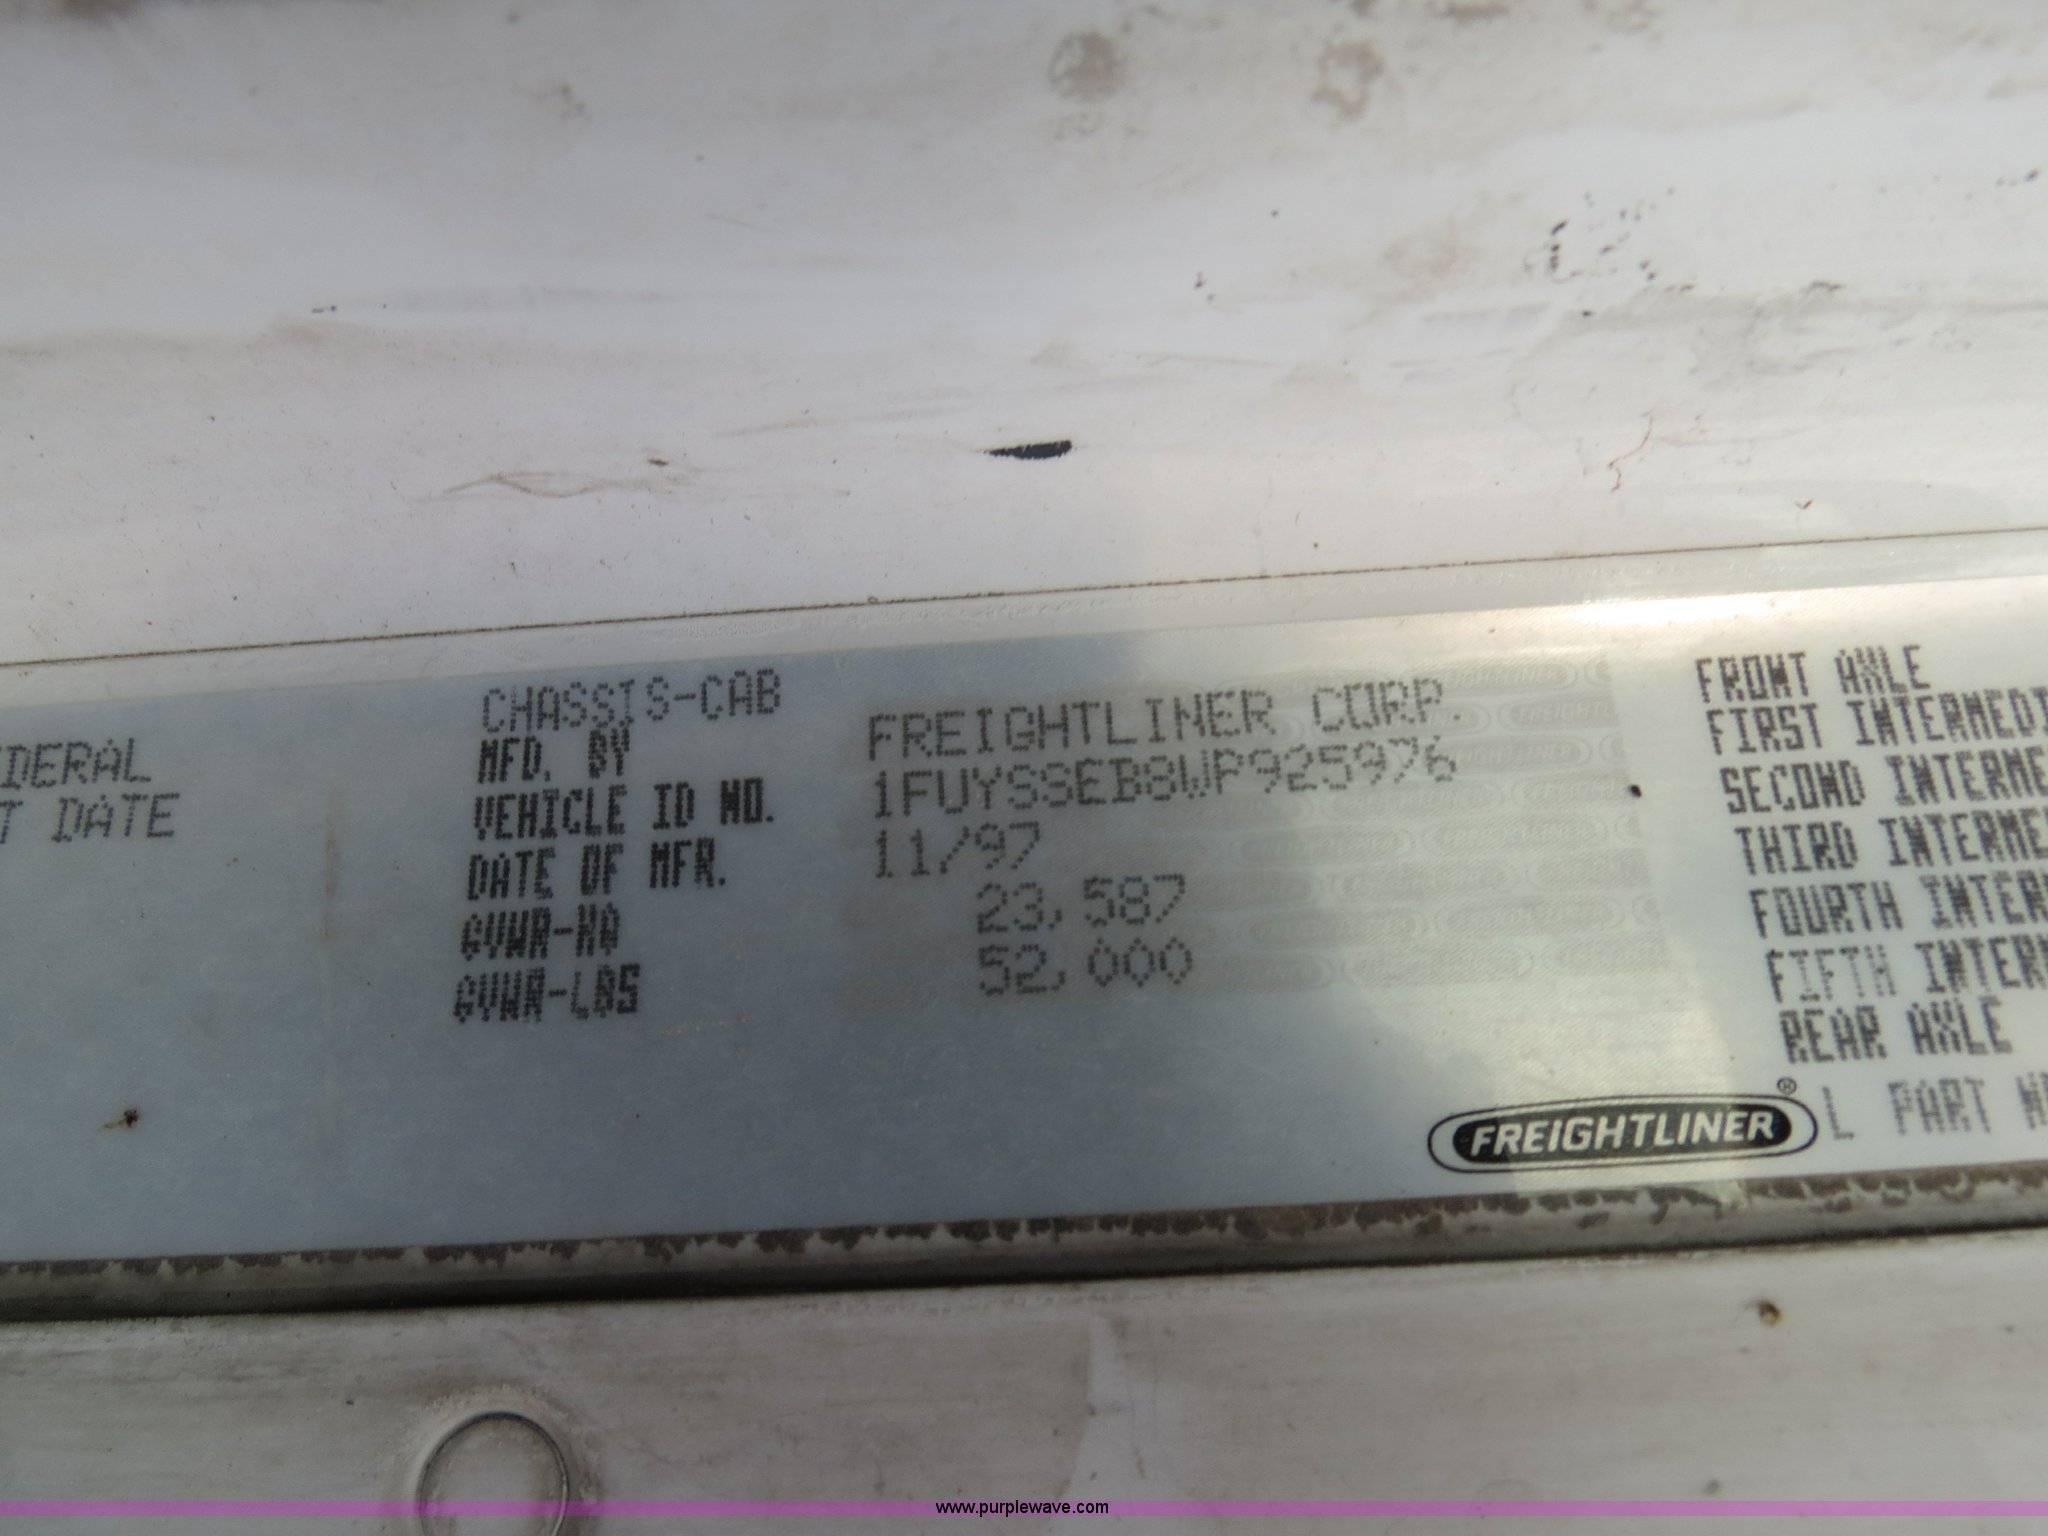 DERAL
T DATE
CHASSIS-CAB
MFD. BY
VEHICLE ID NO.
DATE OF MFR.
GVWR-KG
GVWR-LBS
FREIGHTLINER CORP.
1FUYSSEB8WP925976
11/97
23,587
52,000
FRONT AXLE
FIRST INTERMEDI
SECOND INTERME
THIRD INTERME
FOURTH INTER
FIFTH INTER
REAR AXLE
L PART N
FREIGHTLINER®
www.purplewave.com